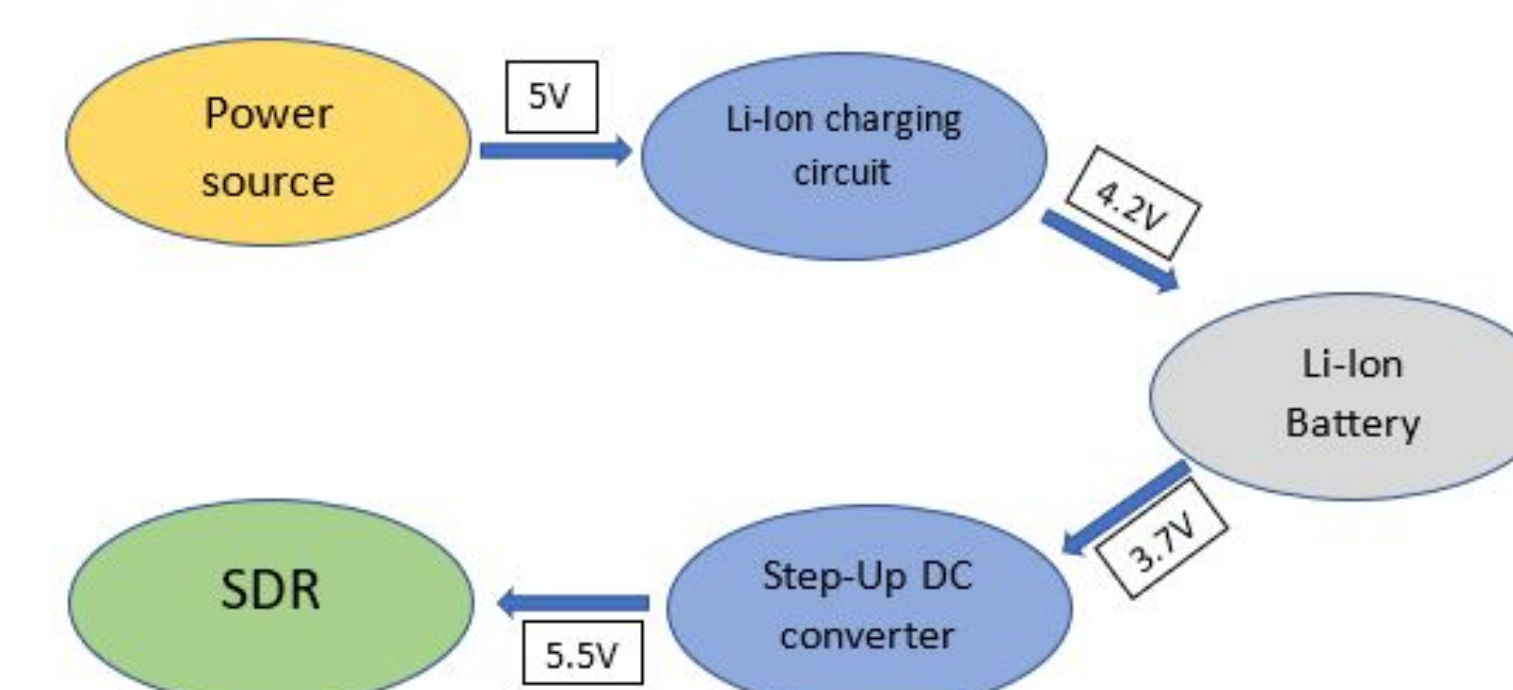 Power
source
5V
Li-Ion charging
circuit
4.2V
Li-Ion
Battery
3.7V
Step-Up DC
converter
5.5V
SDR